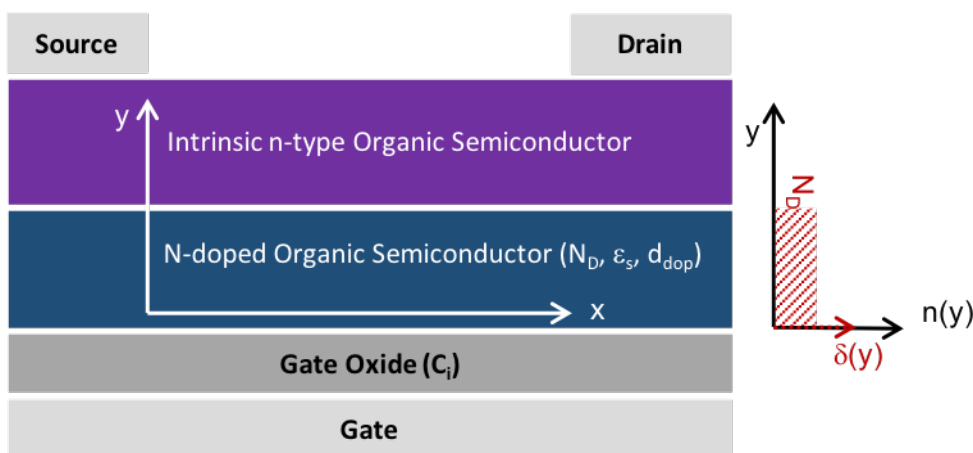 Source
Drain
y
Intrinsic n-type Organic Semiconductor
N-doped Organic Semiconductor (N_D, ε_s, d_dop)
x
Gate Oxide (C_i)
Gate
y
N_D
n(y)
δ(y)